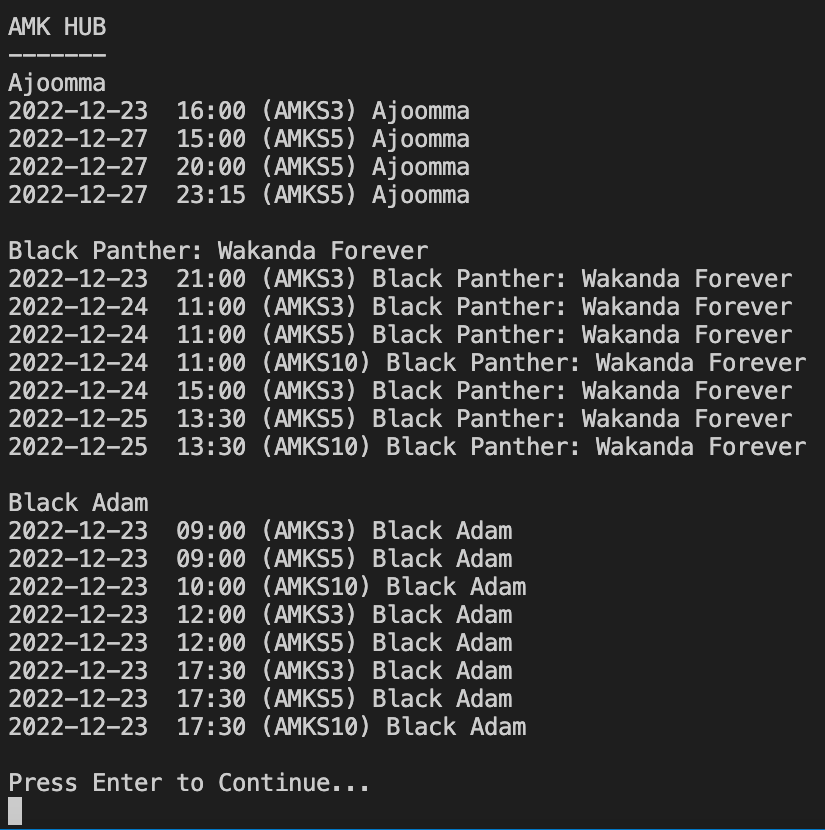 AMK HUB
-------
Ajoomma
2022-12-23  16:00 (AMKS3) Ajoomma
2022-12-27  15:00 (AMKS5) Ajoomma
2022-12-27  20:00 (AMKS5) Ajoomma
2022-12-27  23:15 (AMKS5) Ajoomma

Black Panther: Wakanda Forever
2022-12-23  21:00 (AMKS3) Black Panther: Wakanda Forever
2022-12-24  11:00 (AMKS3) Black Panther: Wakanda Forever
2022-12-24  11:00 (AMKS5) Black Panther: Wakanda Forever
2022-12-24  11:00 (AMKS10) Black Panther: Wakanda Forever
2022-12-24  15:00 (AMKS3) Black Panther: Wakanda Forever
2022-12-25  13:30 (AMKS5) Black Panther: Wakanda Forever
2022-12-25  13:30 (AMKS10) Black Panther: Wakanda Forever

Black Adam
2022-12-23  09:00 (AMKS3) Black Adam
2022-12-23  09:00 (AMKS5) Black Adam
2022-12-23  10:00 (AMKS10) Black Adam
2022-12-23  12:00 (AMKS3) Black Adam
2022-12-23  12:00 (AMKS5) Black Adam
2022-12-23  17:30 (AMKS3) Black Adam
2022-12-23  17:30 (AMKS5) Black Adam
2022-12-23  17:30 (AMKS10) Black Adam

Press Enter to Continue...